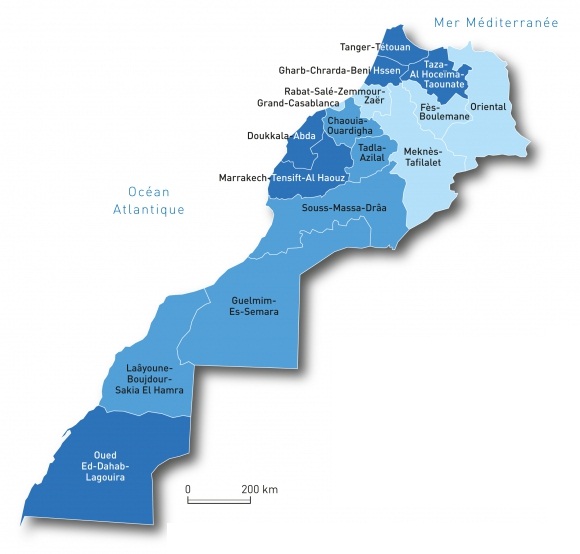 Mer Méditerranée
Tanger-Tétouan
Gharb-Chrarda-Beni Hssen
Taza-
Al Hoceïma-
Taounate
Rabat-Salé-Zemmour-
Zaër
Grand-Casablanca
Fès-
Boulemane
Oriental
Chaouia-
Ouardigha
Doukkala-Abda
Tadla-
Azilal
Meknès-
Tafilalet
Marrakech-Tensift-Al Haouz
Océan
Atlantique
Souss-Massa-Drâa
Guelmim-
Es-Semara
Laâyoune-
Boujdour-
Sakia El Hamra
Oued
Ed-Dahab-
Lagouira
0 200 km